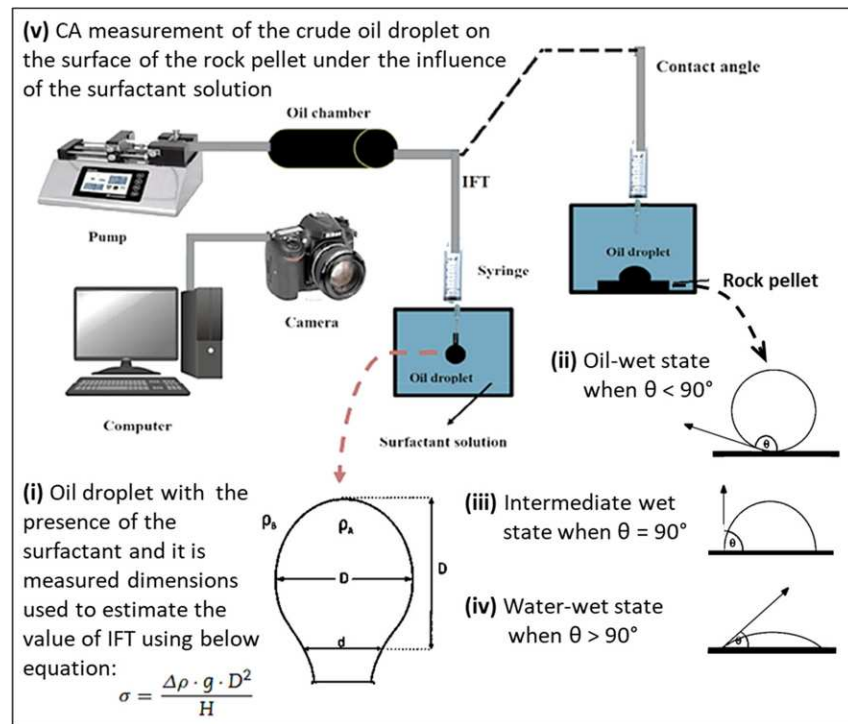 (v) CA measurement of the crude oil droplet on
the surface of the rock pellet under the influence
of the surfactant solution
Oil chamber
Contact angle
IFT
Pump
Syringe
Oil droplet
Rock pellet
Camera
Oil droplet
Computer
Surfactant solution
(ii) Oil-wet state
when θ < 90°
θ
(i) Oil droplet with the
presence of the
surfactant and it is
measured dimensions
used to estimate the
value of IFT using below
equation:
σ = Δρ · g · D² / H
ρB
ρA
D
D
d
(iii) Intermediate wet
state when θ = 90°
θ
(iv) Water-wet state
when θ > 90°
θ